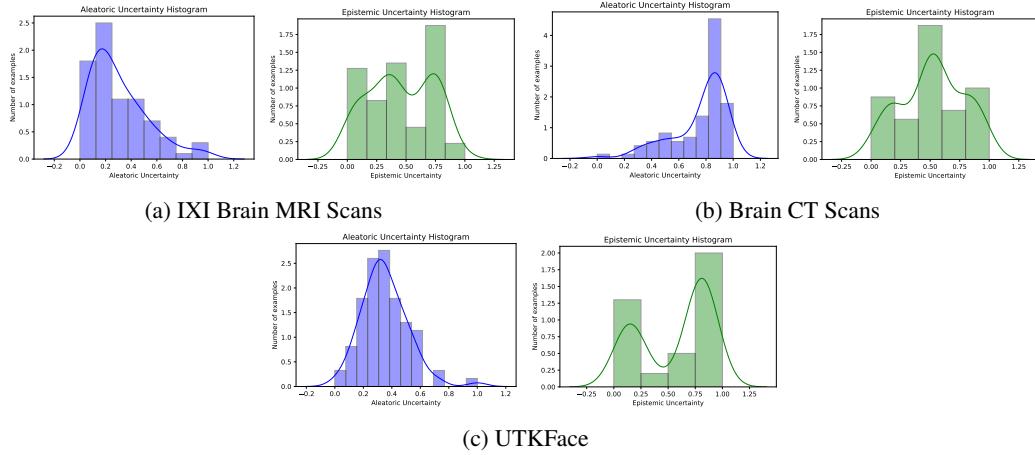 Aleatoric Uncertainty Histogram
Number of examples
2.5
2.0
1.5
1.0
0.5
0.0
−0.2 0.0 0.2 0.4 0.6 0.8 1.0 1.2
Aleatoric Uncertainty
Epistemic Uncertainty Histogram
Number of examples
1.75
1.50
1.25
1.00
0.75
0.50
0.25
0.00
−0.25 0.00 0.25 0.50 0.75 1.00 1.25
Epistemic Uncertainty
(a) IXI Brain MRI Scans
Aleatoric Uncertainty Histogram
Number of examples
4
3
2
1
0
−0.2 0.0 0.2 0.4 0.6 0.8 1.0 1.2
Aleatoric Uncertainty
Epistemic Uncertainty Histogram
Number of examples
1.75
1.50
1.25
1.00
0.75
0.50
0.25
0.00
−0.25 0.00 0.25 0.50 0.75 1.00 1.25
Epistemic Uncertainty
(b) Brain CT Scans
Aleatoric Uncertainty Histogram
Number of examples
2.5
2.0
1.5
1.0
0.5
0.0
−0.2 0.0 0.2 0.4 0.6 0.8 1.0 1.2
Aleatoric Uncertainty
Epistemic Uncertainty Histogram
Number of examples
2.00
1.75
1.50
1.25
1.00
0.75
0.50
0.25
0.00
−0.25 0.00 0.25 0.50 0.75 1.00 1.25
Epistemic Uncertainty
(c) UTKFace